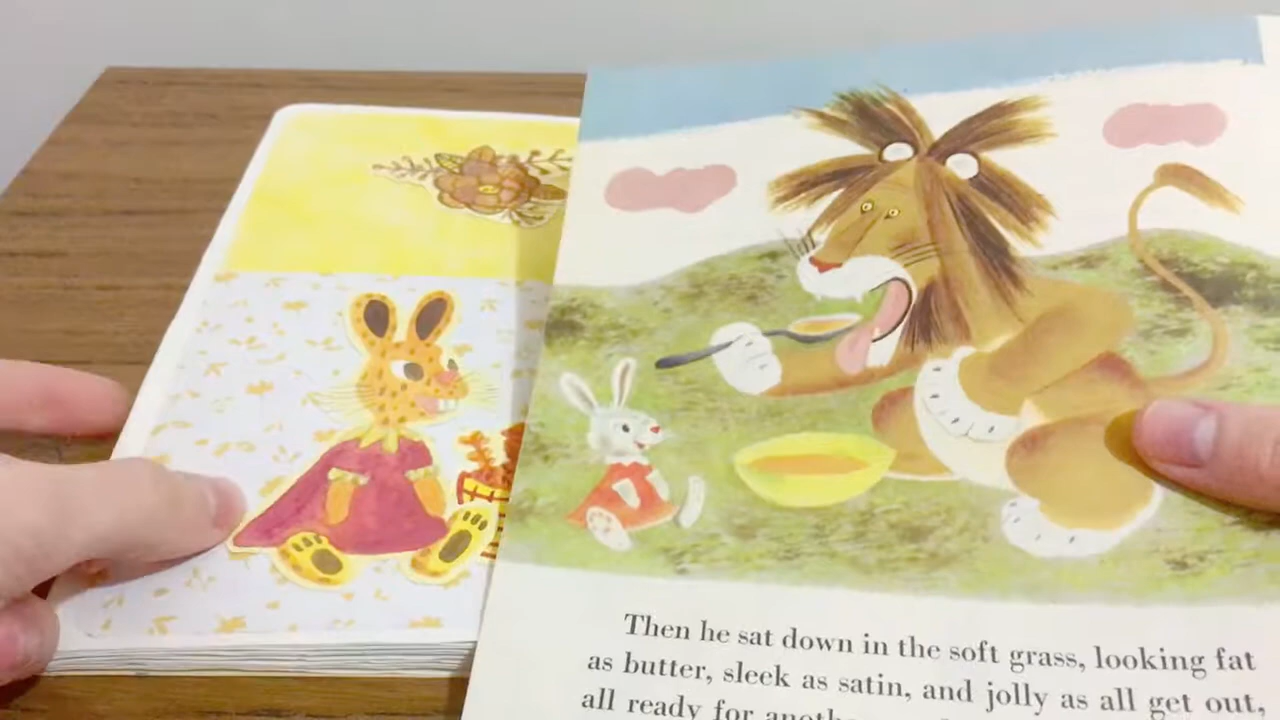 Then he sat down in the soft grass, looking fat
as butter, sleek as satin, and jolly as all get out,
all ready for